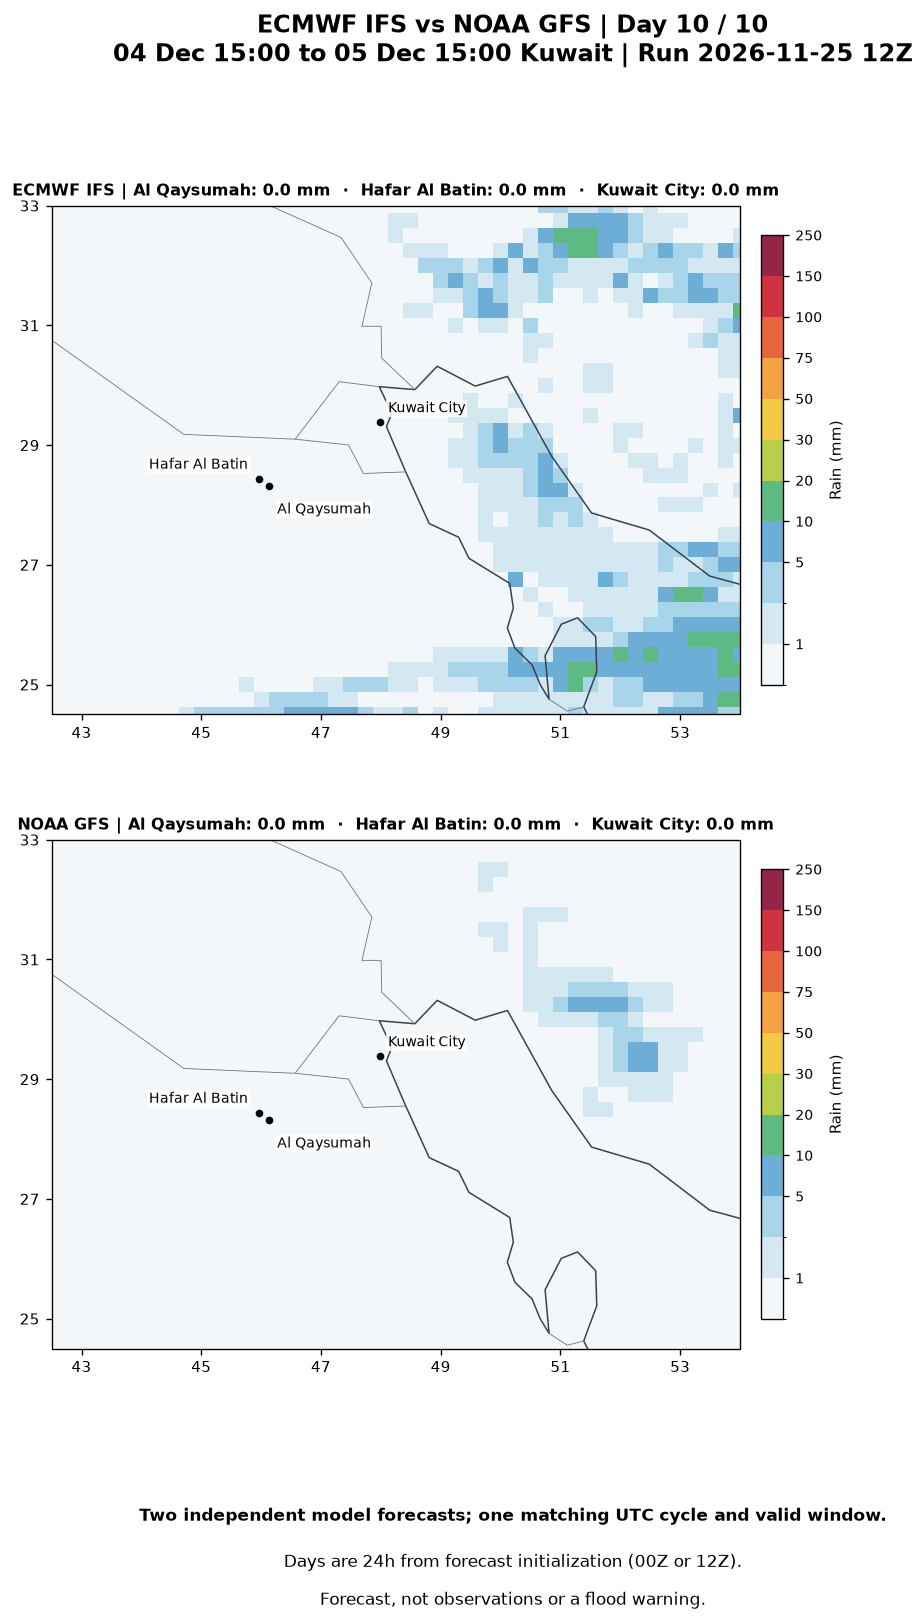 ECMWF IFS vs NOAA GFS | Day 10 / 10
04 Dec 15:00 to 05 Dec 15:00 Kuwait | Run 2026-11-25 12Z
ECMWF IFS | Al Qaysumah: 0.0 mm · Hafar Al Batin: 0.0 mm · Kuwait City: 0.0 mm
33
31
29
27
25
43 45 47 49 51 53
Kuwait City
Hafar Al Batin
Al Qaysumah
250
150
100
75
50
30
20
10
5
1
Rain (mm)
NOAA GFS | Al Qaysumah: 0.0 mm · Hafar Al Batin: 0.0 mm · Kuwait City: 0.0 mm
33
31
29
27
25
43 45 47 49 51 53
Kuwait City
Hafar Al Batin
Al Qaysumah
250
150
100
75
50
30
20
10
5
1
Rain (mm)
Two independent model forecasts; one matching UTC cycle and valid window.
Days are 24h from forecast initialization (00Z or 12Z).
Forecast, not observations or a flood warning.